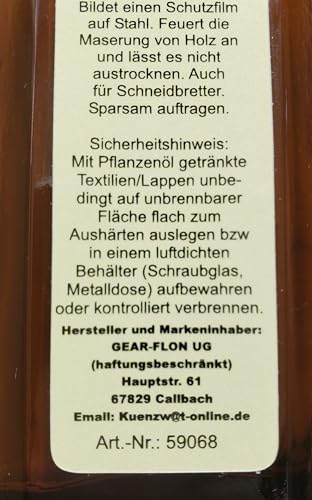 Bildet einen Schutzfilm
auf Stahl. Feuert die
Maserung von Holz an
und lässt es nicht
austrocknen. Auch
für Schneidbretter.
Sparsam auftragen.
Sicherheitshinweis:
Mit Pflanzenöl getränkte
Textilien/Lappen unbe-
dingt auf unbrennbarer
Fläche flach zum
Aushärten auslegen bzw
in einem luftdichten
Behälter (Schraubglas,
Metalldose) aufbewahren
oder kontrolliert verbrennen.
Hersteller und Markeninhaber:
GEAR-FLON UG
(haftungsbeschränkt)
Hauptstr. 61
67829 Callbach
Email: Kuenzw@t-online.de
Art.-Nr.: 59068